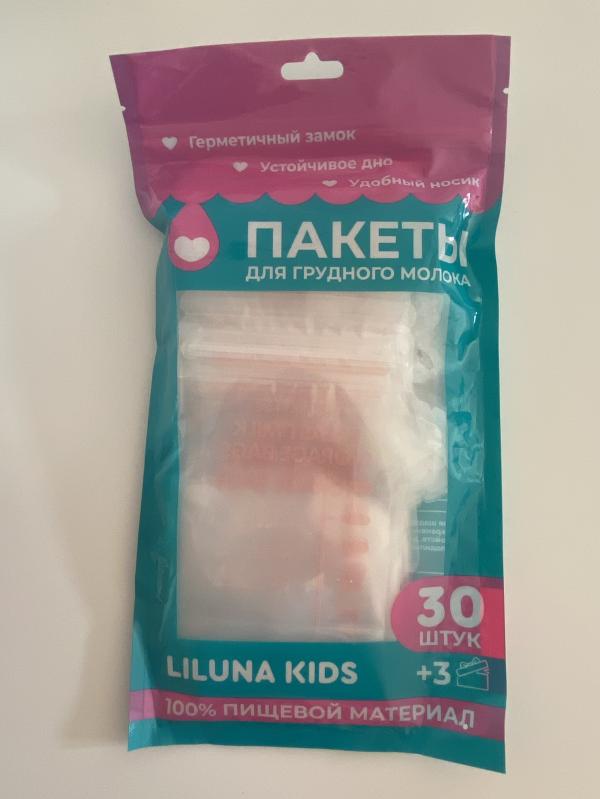 Герметичный замок
Устойчивое дно
Удобный носик
ПАКЕТЫ
ДЛЯ ГРУДНОГО МОЛОКА
30
ШТУК
+3
LILUNA KIDS
100% ПИЩЕВОЙ МАТЕРИАЛ